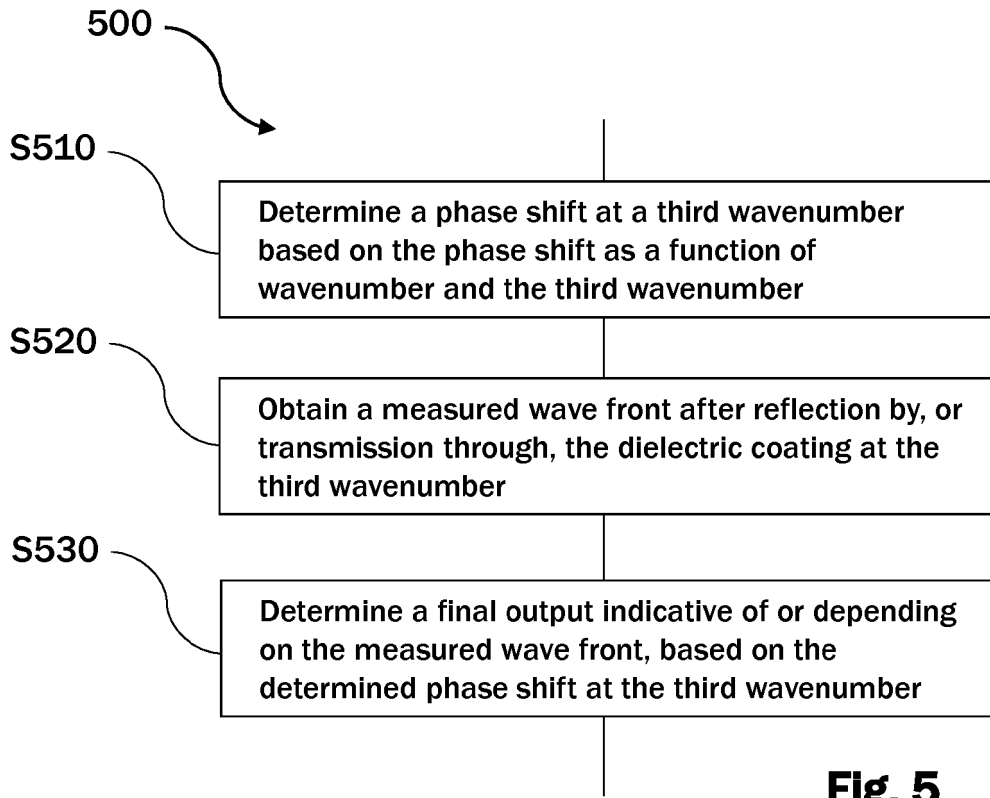 500
S510
Determine a phase shift at a third wavenumber
based on the phase shift as a function of
wavenumber and the third wavenumber
S520
Obtain a measured wave front after reflection by, or
transmission through, the dielectric coating at the
third wavenumber
S530
Determine a final output indicative of or depending
on the measured wave front, based on the
determined phase shift at the third wavenumber
Fig. 5